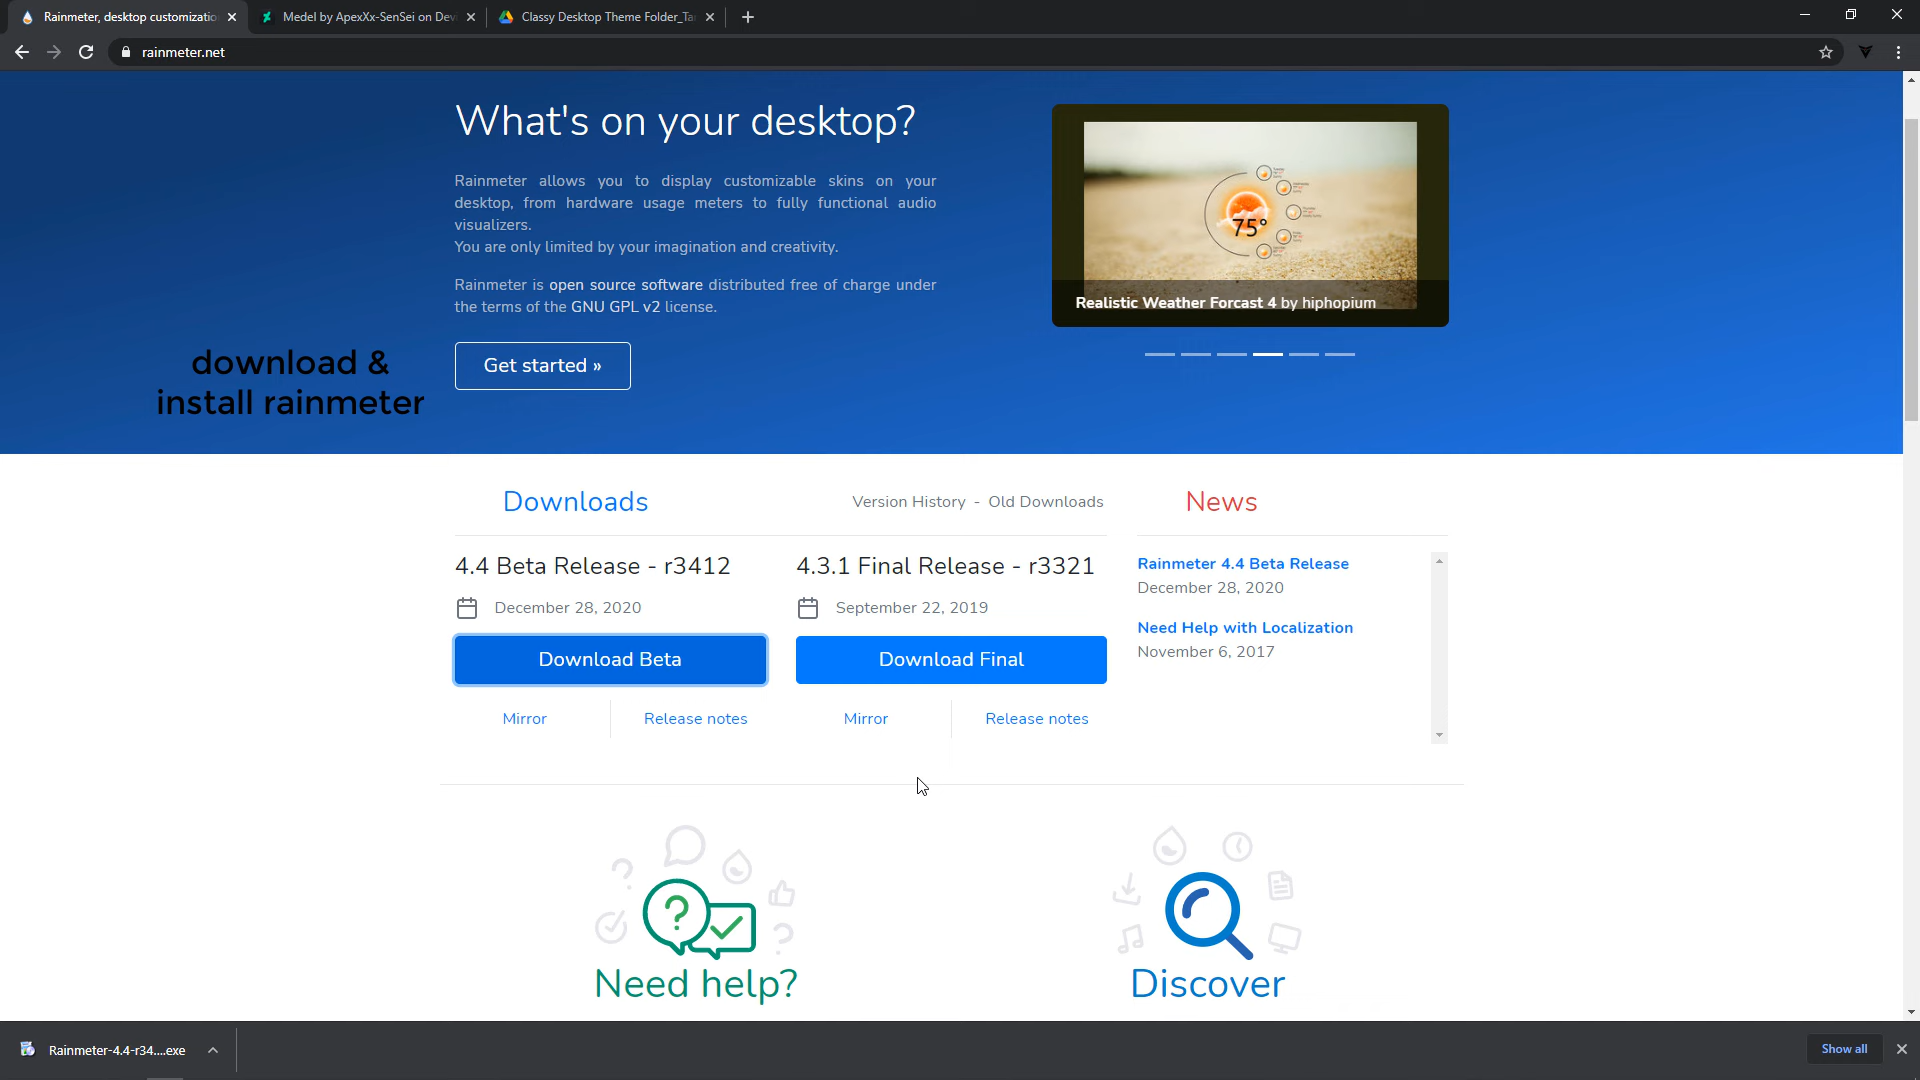 Rainmeter, desktop customizatio
Medel by ApexXx-SenSei on Devi
Classy Desktop Theme Folder_Ta
rainmeter.net
What's on your desktop?
Rainmeter allows you to display customizable skins on your
desktop, from hardware usage meters to fully functional audio
visualizers.
You are only limited by your imagination and creativity.
Rainmeter is open source software distributed free of charge under
the terms of the GNU GPL v2 license.
Get started »
download &
install rainmeter
75°
Realistic Weather Forcast 4 by hiphopium
Downloads
Version History - Old Downloads
4.4 Beta Release - r3412
December 28, 2020
Download Beta
Mirror
Release notes
4.3.1 Final Release - r3321
September 22, 2019
Download Final
Mirror
Release notes
News
Rainmeter 4.4 Beta Release
December 28, 2020
Need Help with Localization
November 6, 2017
Need help?
Discover
Rainmeter-4.4-r34....exe
Show all